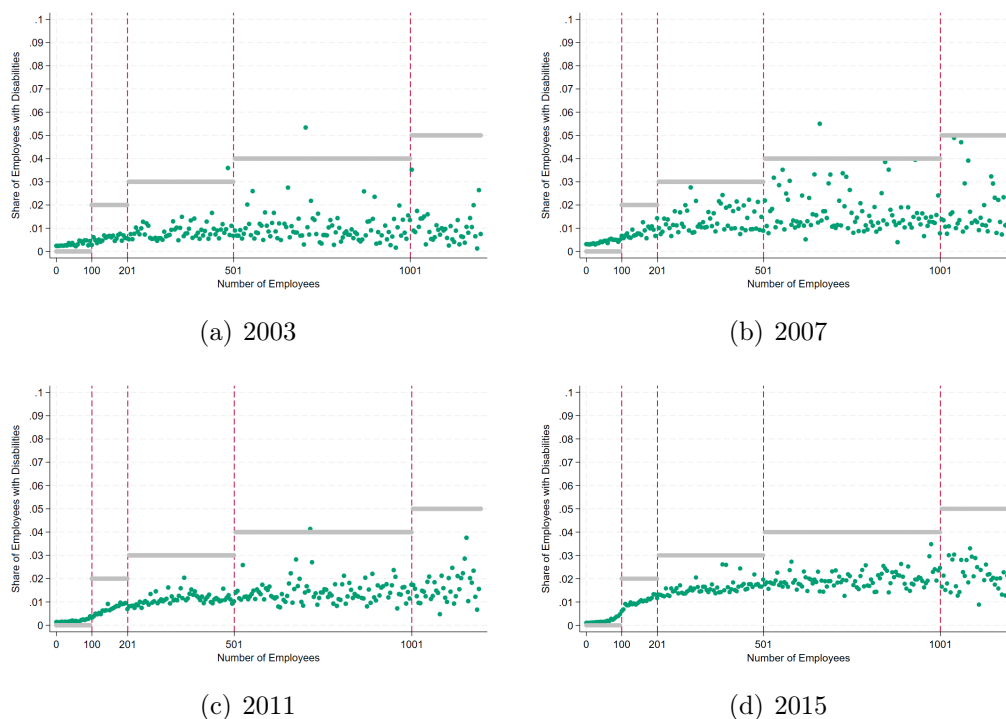 .1
.09
.08
.07
.06
.05
.04
.03
.02
.01
0
Share of Employees with Disabilities
0 100 201 501 1001
Number of Employees
(a) 2003
.1
.09
.08
.07
.06
.05
.04
.03
.02
.01
0
Share of Employees with Disabilities
0 100 201 501 1001
Number of Employees
(b) 2007
.1
.09
.08
.07
.06
.05
.04
.03
.02
.01
0
Share of Employees with Disabilities
0 100 201 501 1001
Number of Employees
(c) 2011
.1
.09
.08
.07
.06
.05
.04
.03
.02
.01
0
Share of Employees with Disabilities
0 100 201 501 1001
Number of Employees
(d) 2015